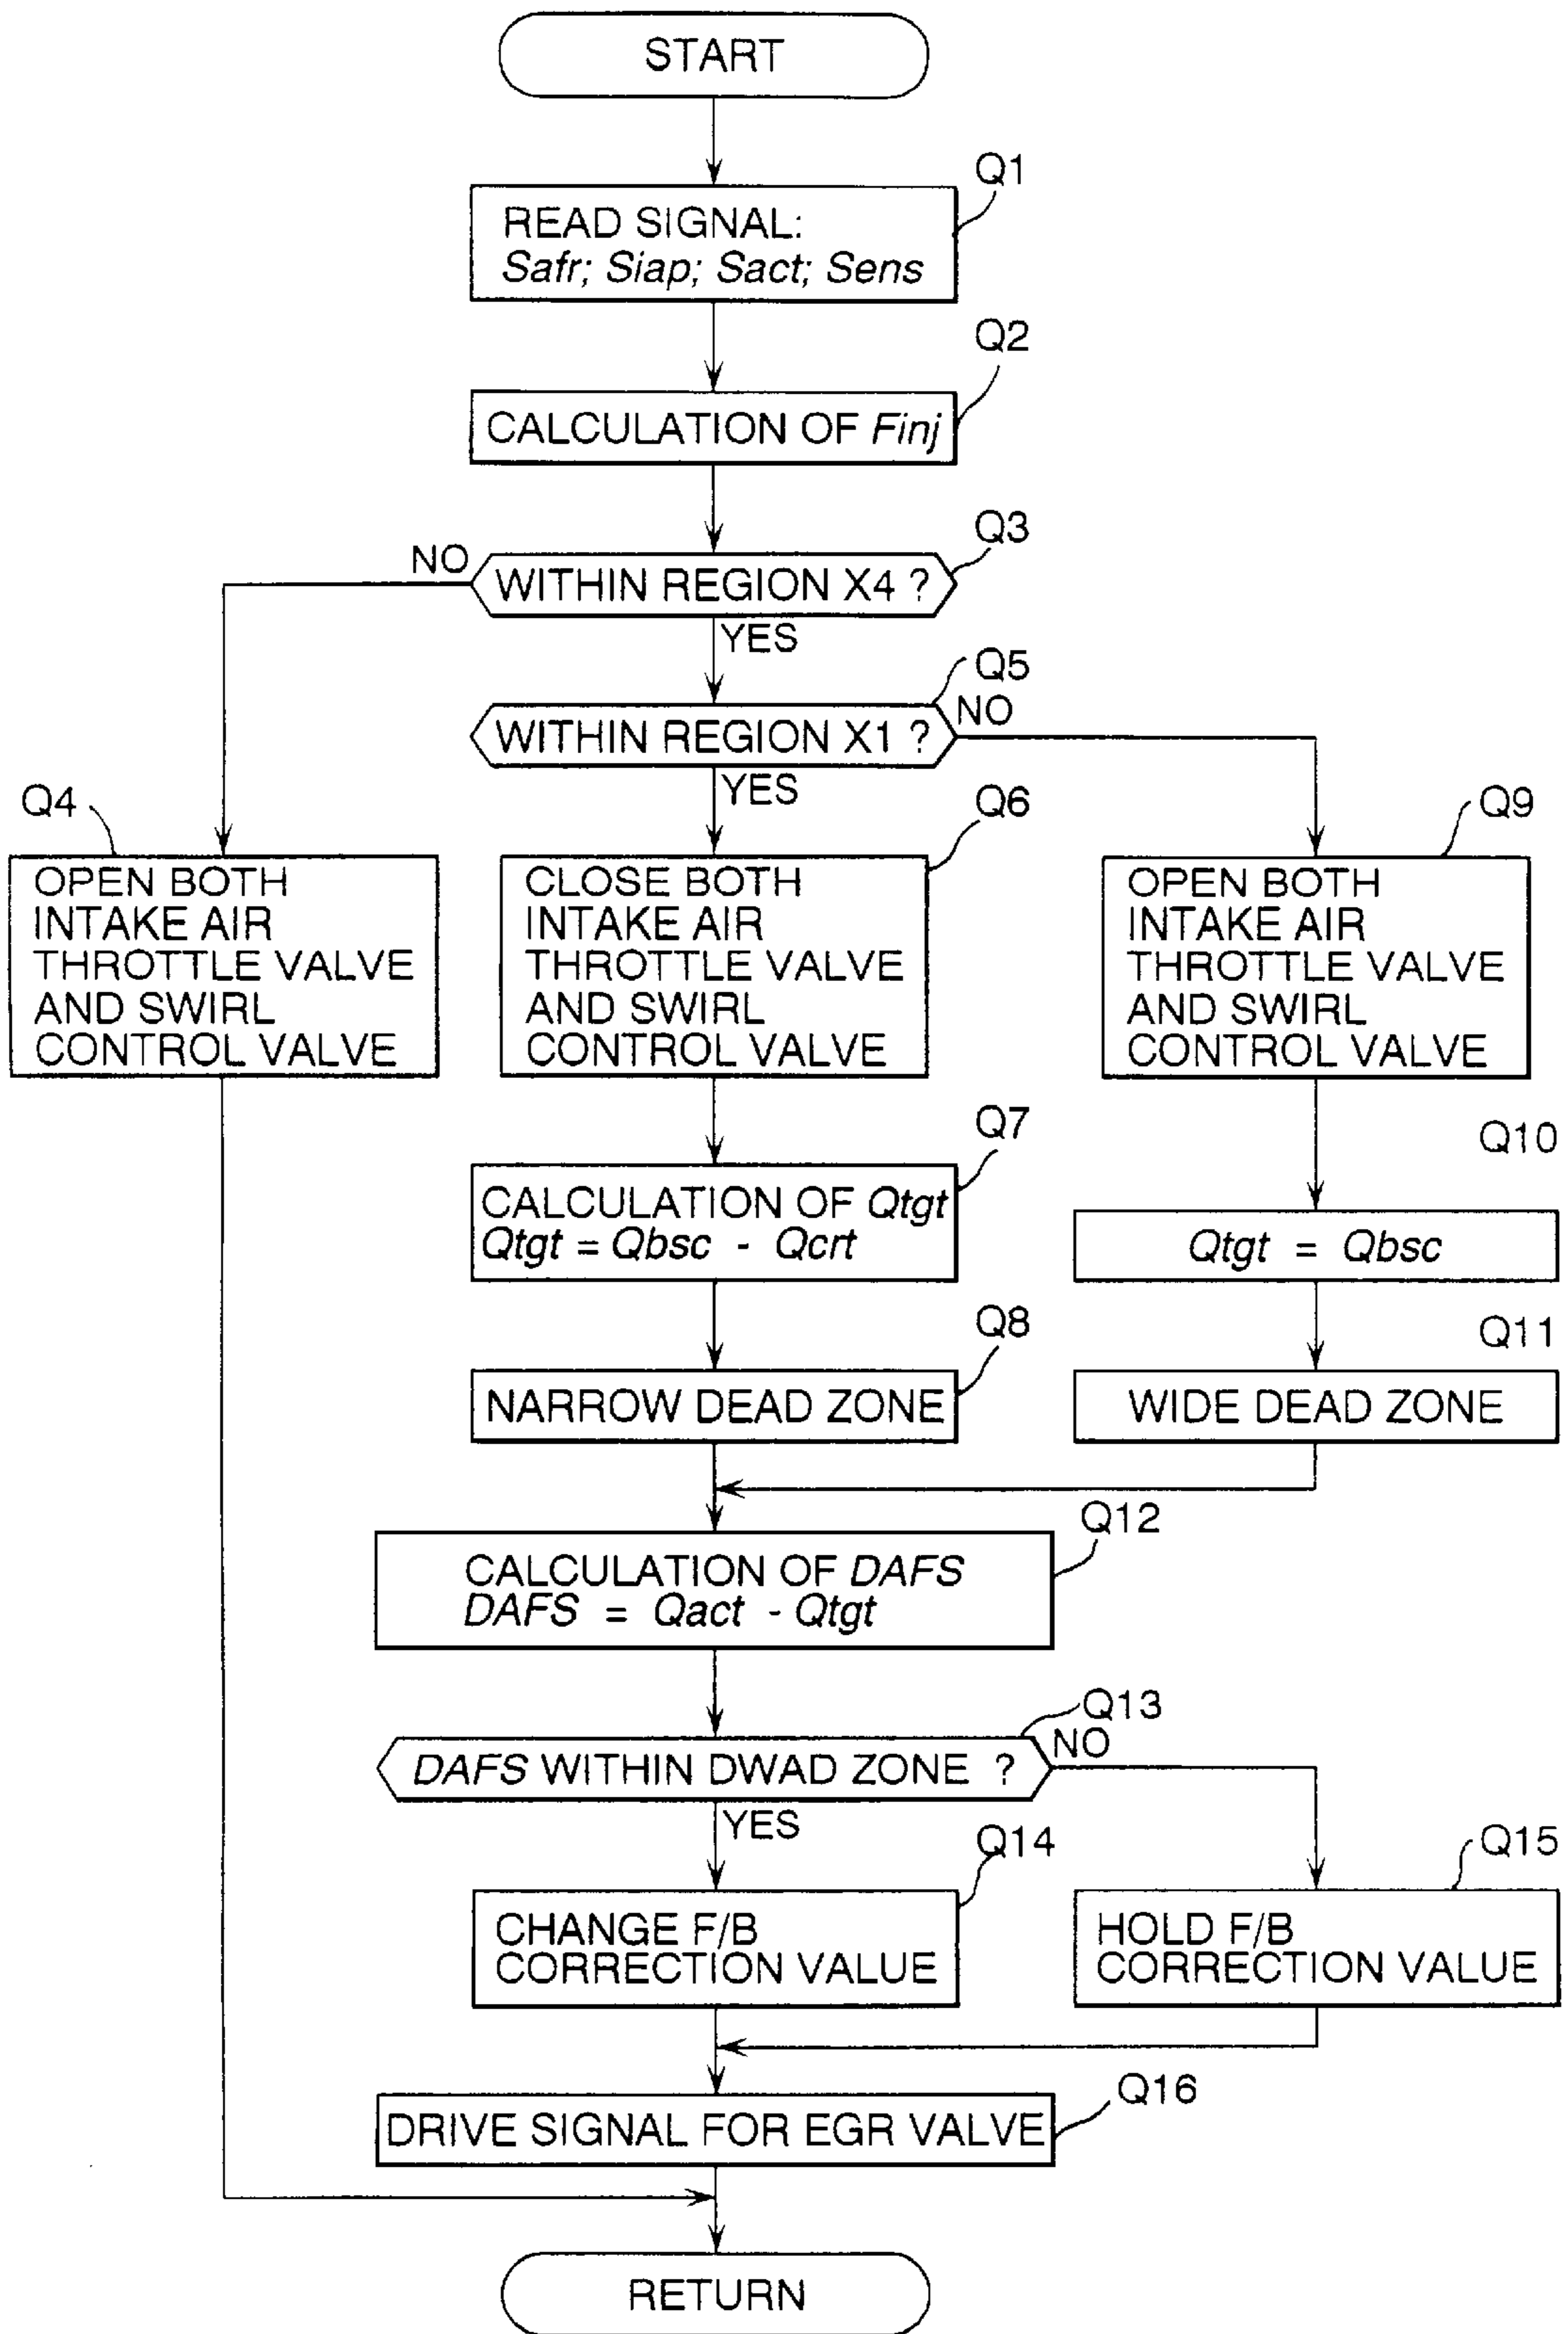 START
Q1
READ SIGNAL:
Safr; Siap; Sact; Sens
Q2
CALCULATION OF Finj
Q3
NO
WITHIN REGION X4 ?
YES
Q5
NO
WITHIN REGION X1 ?
YES
Q4
OPEN BOTH
INTAKE AIR
THROTTLE VALVE
AND SWIRL
CONTROL VALVE
Q6
CLOSE BOTH
INTAKE AIR
THROTTLE VALVE
AND SWIRL
CONTROL VALVE
Q9
OPEN BOTH
INTAKE AIR
THROTTLE VALVE
AND SWIRL
CONTROL VALVE
Q7
CALCULATION OF Qtgt
Qtgt = Qbsc - Qcrt
Q10
Qtgt = Qbsc
Q8
NARROW DEAD ZONE
Q11
WIDE DEAD ZONE
Q12
CALCULATION OF DAFS
DAFS = Qact - Qtgt
Q13
NO
DAFS WITHIN DWAD ZONE ?
YES
Q14
CHANGE F/B
CORRECTION VALUE
Q15
HOLD F/B
CORRECTION VALUE
Q16
DRIVE SIGNAL FOR EGR VALVE
RETURN